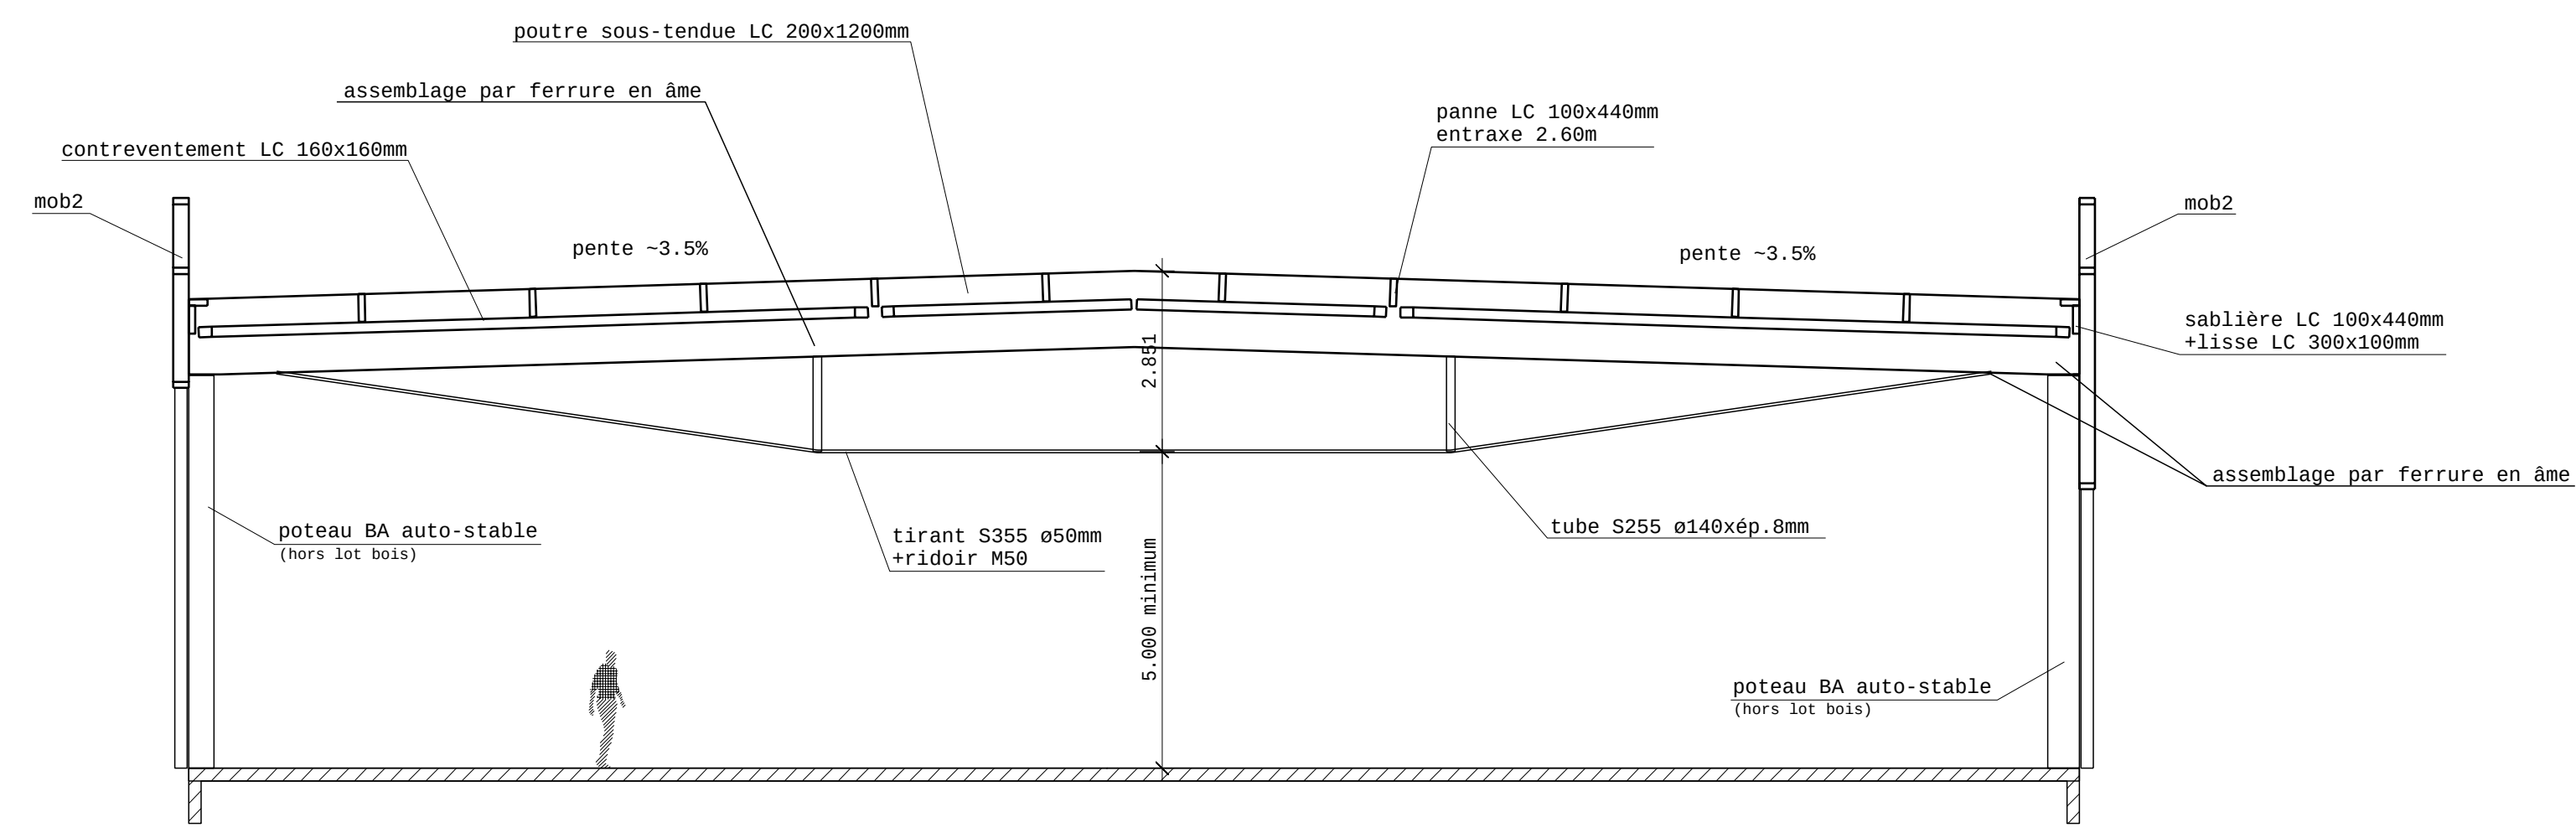 poutre sous-tendue LC 200x1200mm
assemblage par ferrure en âme
panne LC 100x440mm
entraxe 2.60m
contreventement LC 160x160mm
mob2
mob2
pente ~3.5%
pente ~3.5%
sablière LC 100x440mm
+lisse LC 300x100mm
2.851
assemblage par ferrure en âme
poteau BA auto-stable
(hors lot bois)
tirant S355 ø50mm
+ridoir M50
tube S255 ø140xép.8mm
5.000 minimum
poteau BA auto-stable
(hors lot bois)